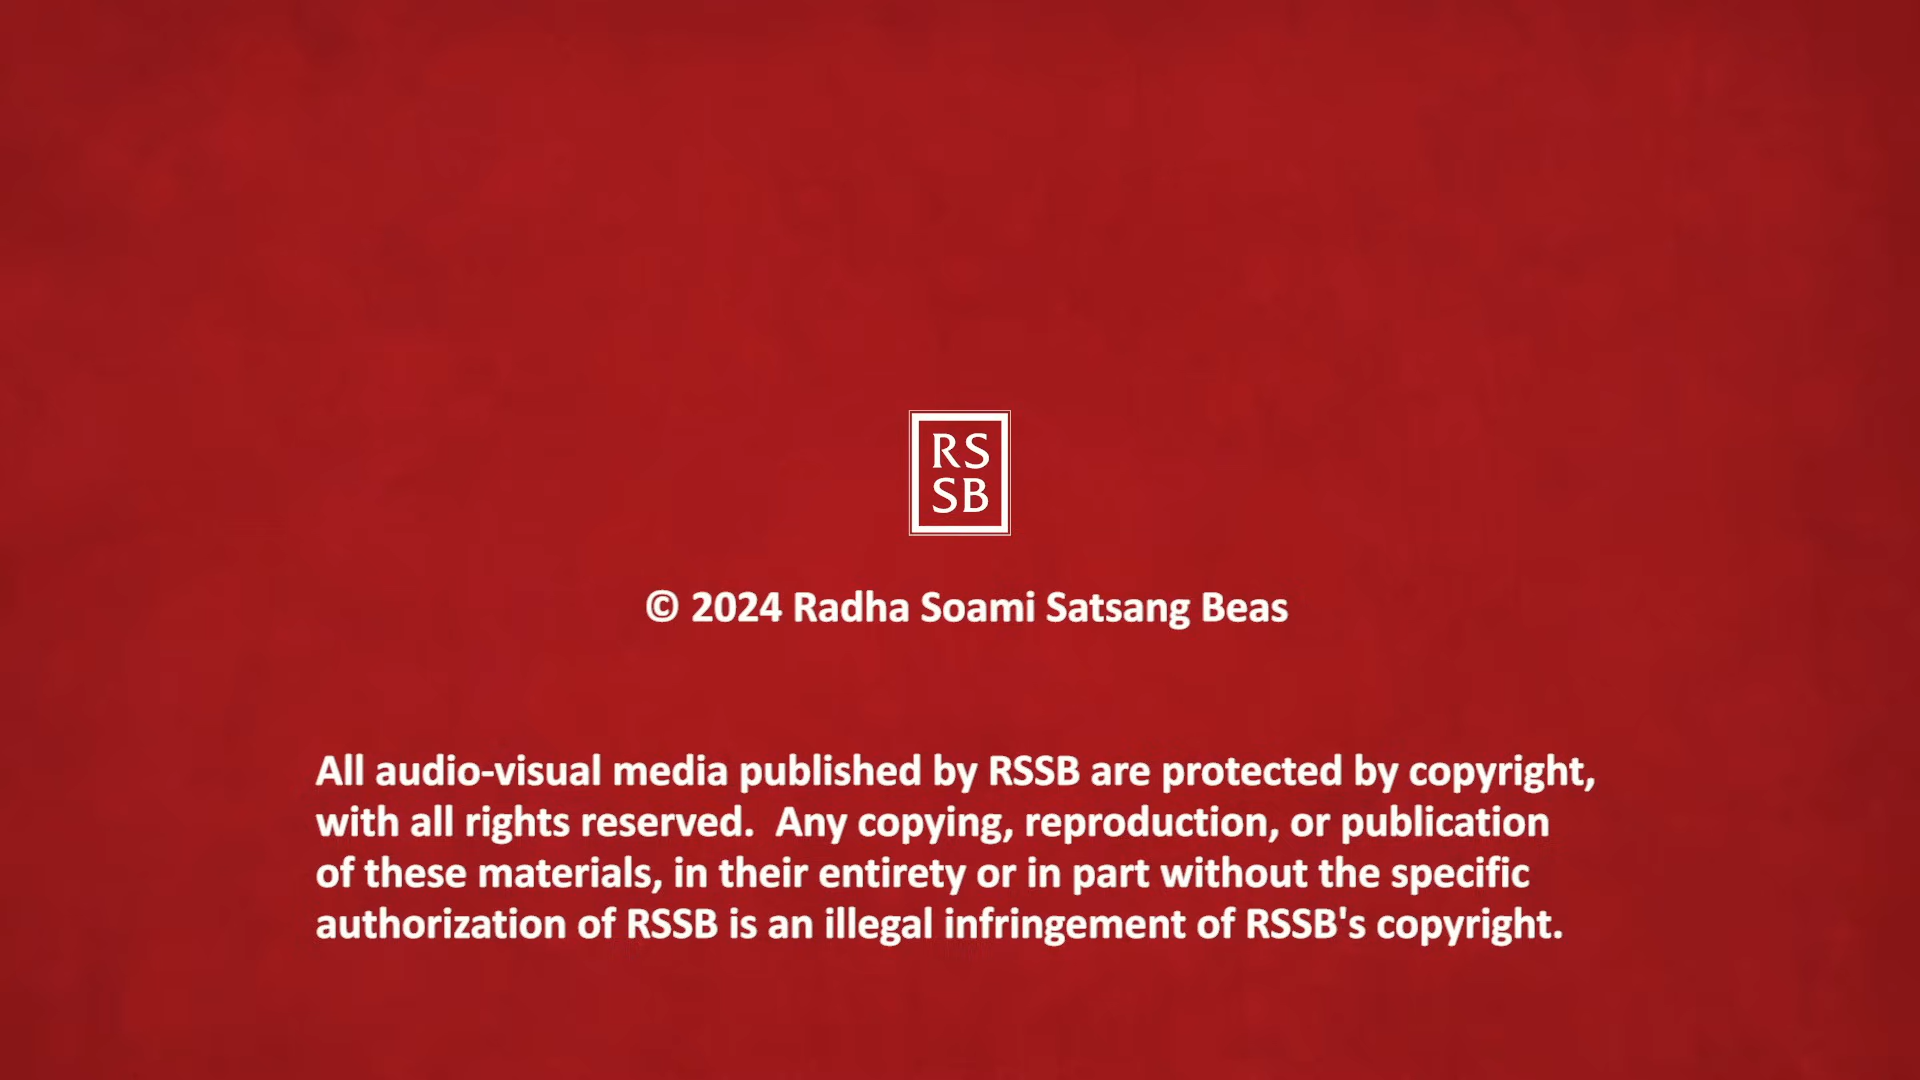 RS
SB
© 2024 Radha Soami Satsang Beas
All audio-visual media published by RSSB are protected by copyright,
with all rights reserved.  Any copying, reproduction, or publication
of these materials, in their entirety or in part without the specific
authorization of RSSB is an illegal infringement of RSSB's copyright.